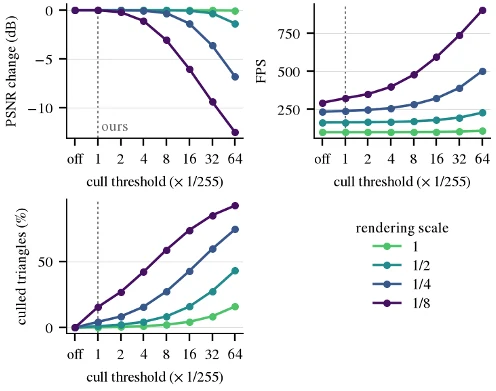 PSNR change (dB)
0
−5
−10
ours
off 1 2 4 8 16 32 64
cull threshold (× 1/255)
FPS
750
500
250
off 1 2 4 8 16 32 64
cull threshold (× 1/255)
culled triangles (%)
50
0
off 1 2 4 8 16 32 64
cull threshold (× 1/255)
rendering scale
1
1/2
1/4
1/8